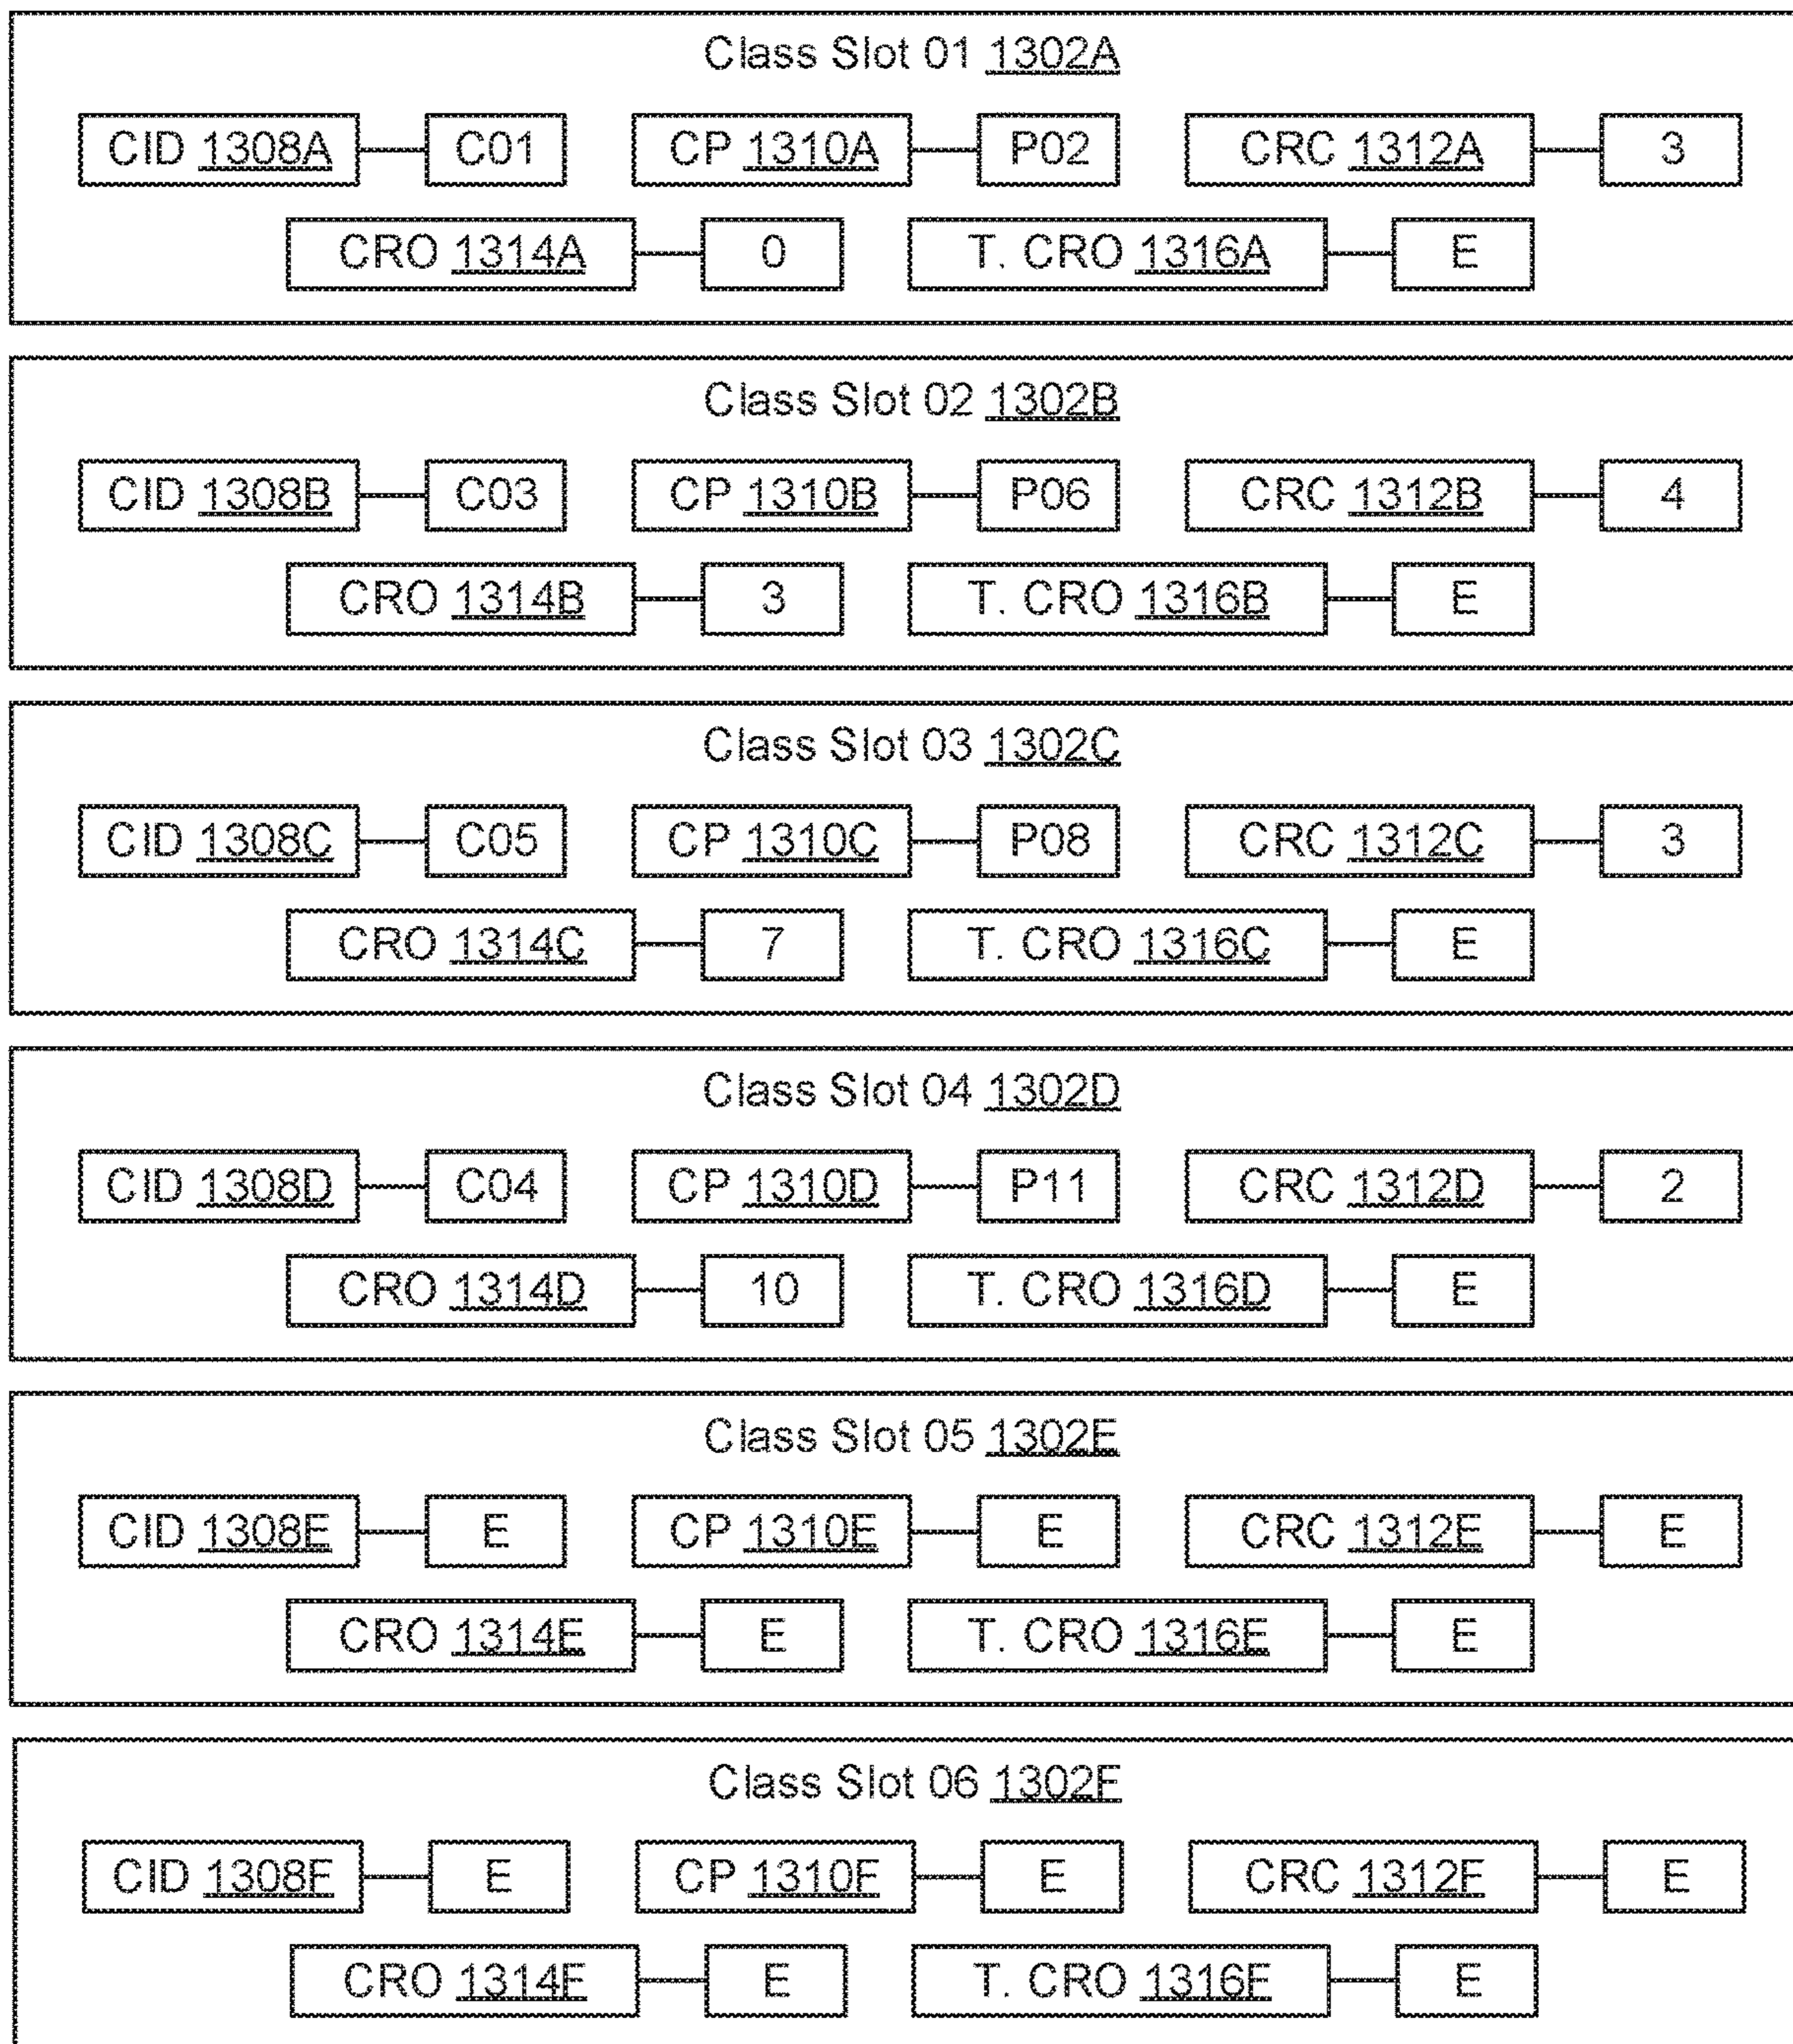 Class Slot 01 1302A
CID 1308A C01 CP 1310A P02 CRC 1312A 3
CRO 1314A 0 T. CRO 1316A E
Class Slot 02 1302B
CID 1308B C03 CP 1310B P06 CRC 1312B 4
CRO 1314B 3 T. CRO 1316B E
Class Slot 03 1302C
CID 1308C C05 CP 1310C P08 CRC 1312C 3
CRO 1314C 7 T. CRO 1316C E
Class Slot 04 1302D
CID 1308D C04 CP 1310D P11 CRC 1312D 2
CRO 1314D 10 T. CRO 1316D E
Class Slot 05 1302E
CID 1308E E CP 1310E E CRC 1312E E
CRO 1314E E T. CRO 1316E E
Class Slot 06 1302F
CID 1308F E CP 1310F E CRC 1312F E
CRO 1314F E T. CRO 1316F E